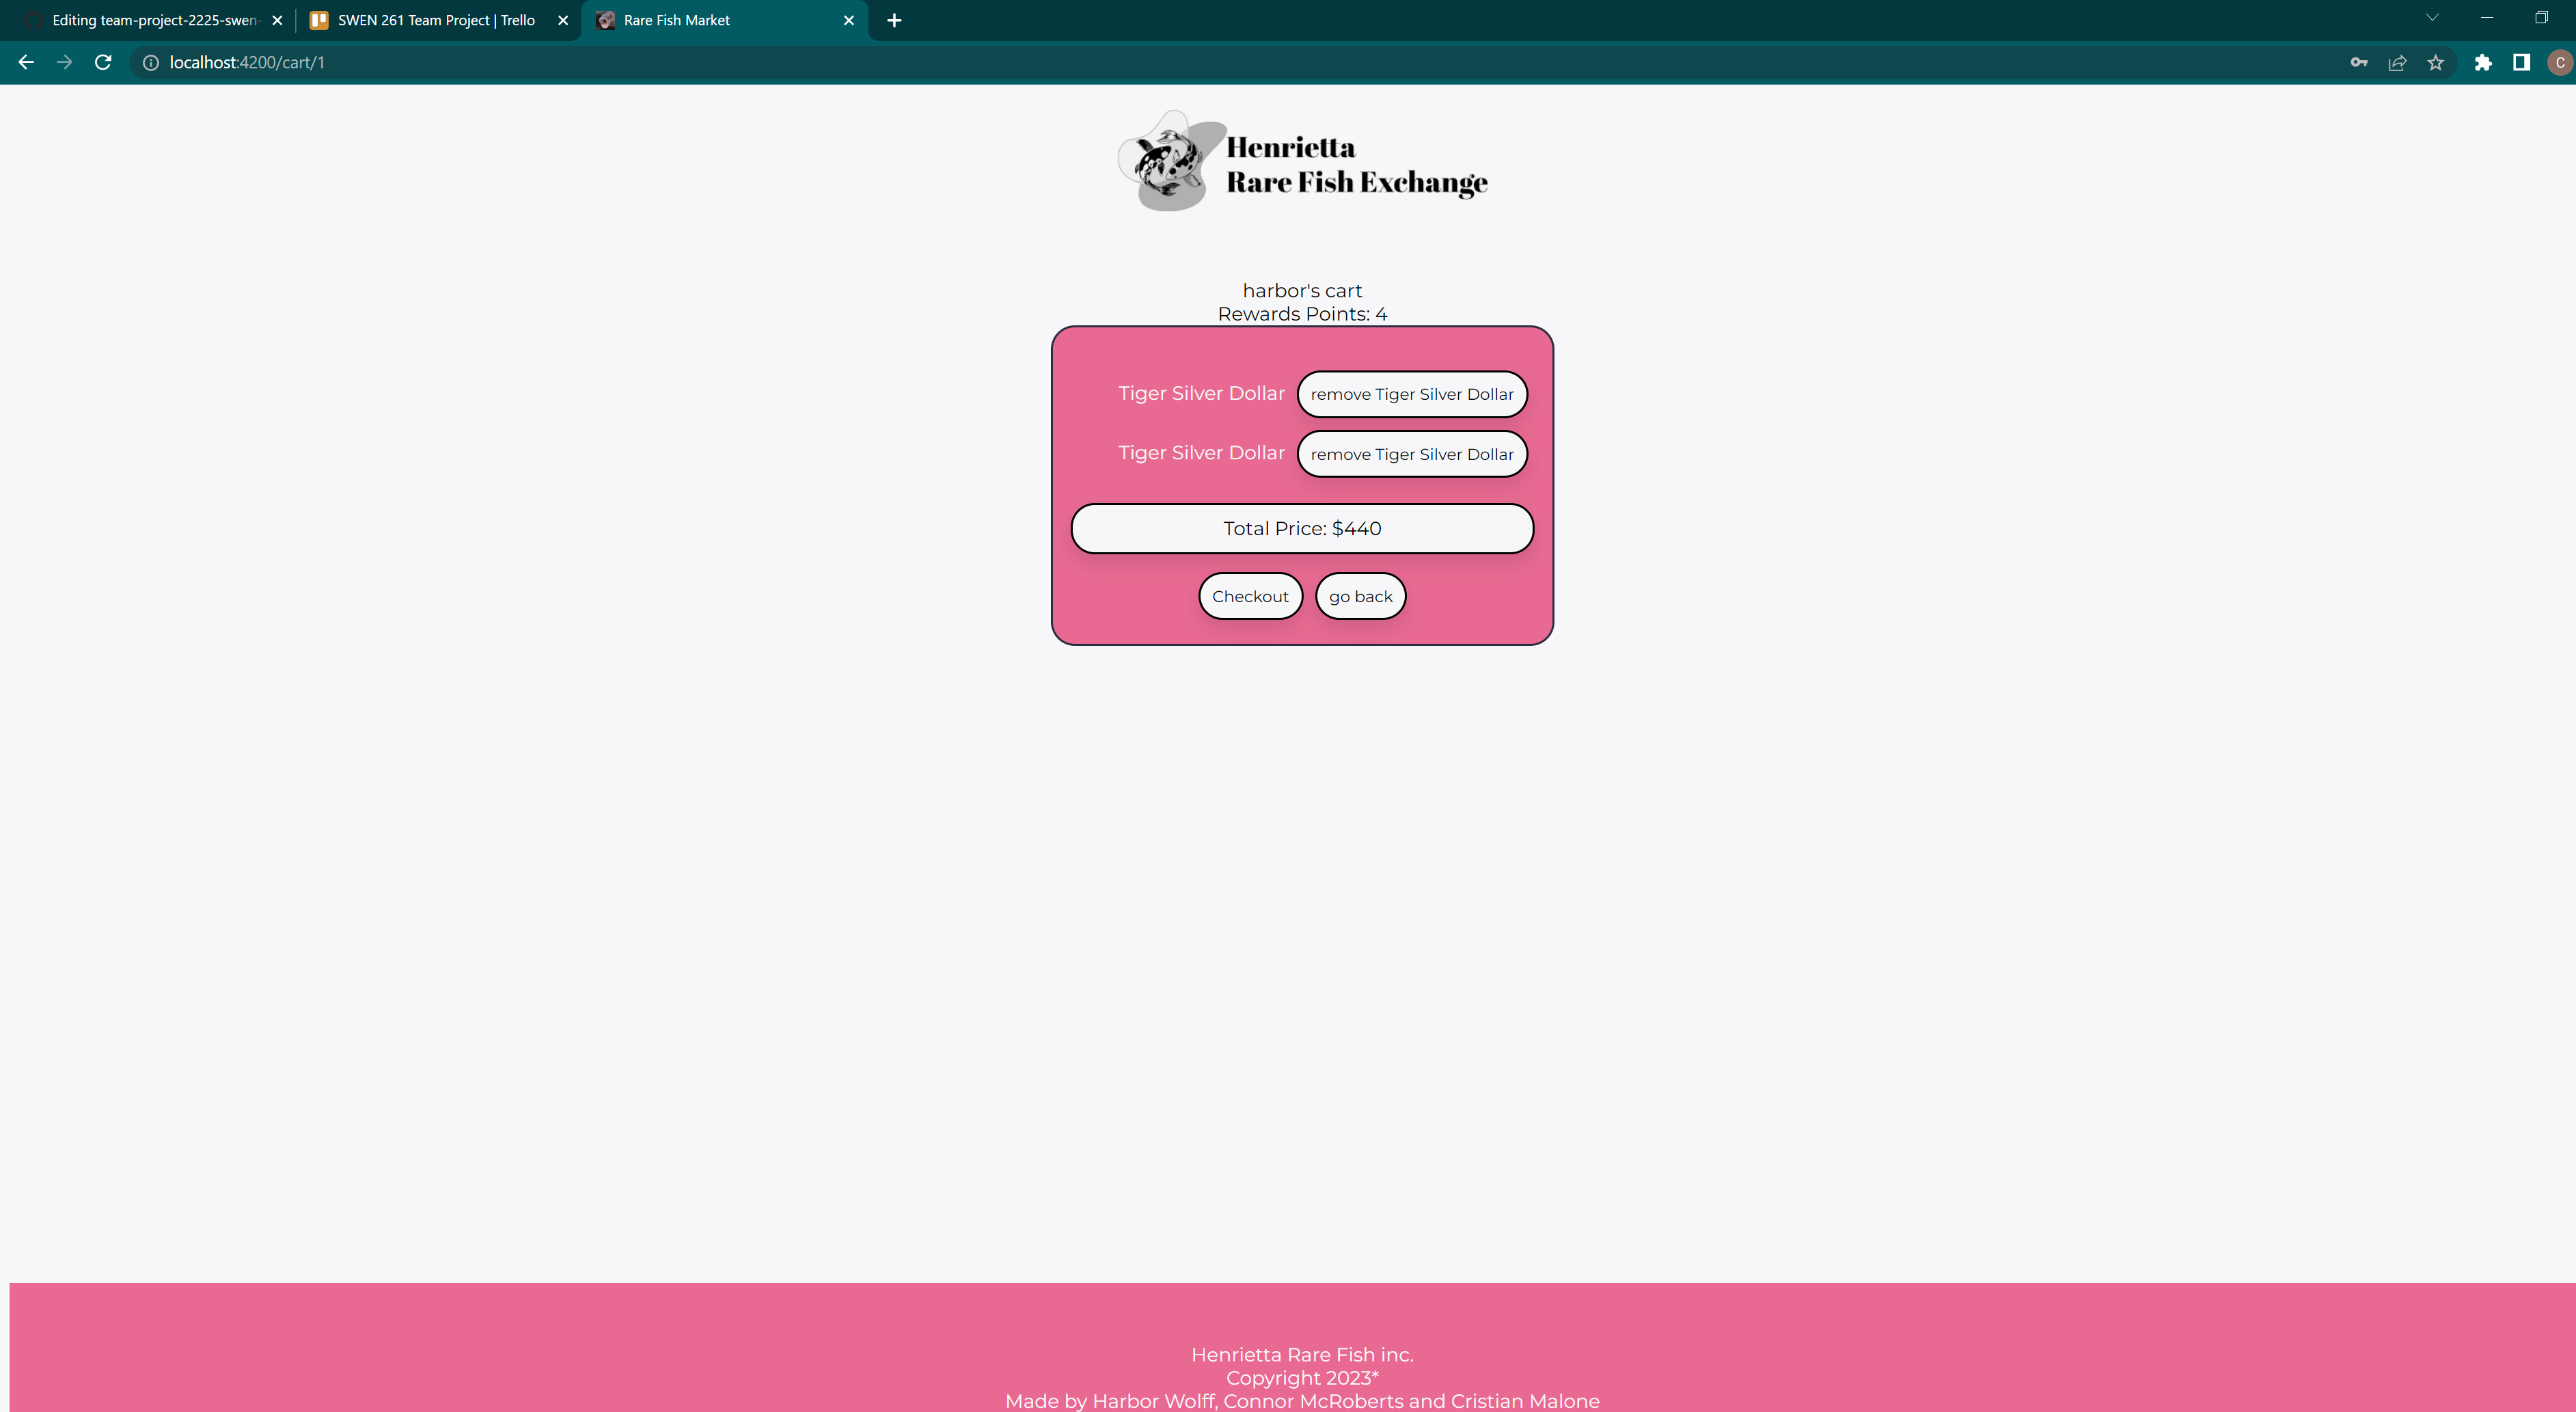 Editing team-project-2225-swen-
SWEN 261 Team Project | Trello
Rare Fish Market
localhost:4200/cart/1
C
Henrietta
Rare Fish Exchange
harbor's cart
Rewards Points: 4
Tiger Silver Dollar remove Tiger Silver Dollar
Tiger Silver Dollar remove Tiger Silver Dollar
Total Price: $440
Checkout go back
Henrietta Rare Fish inc.
Copyright 2023*
Made by Harbor Wolff, Connor McRoberts and Cristian Malone